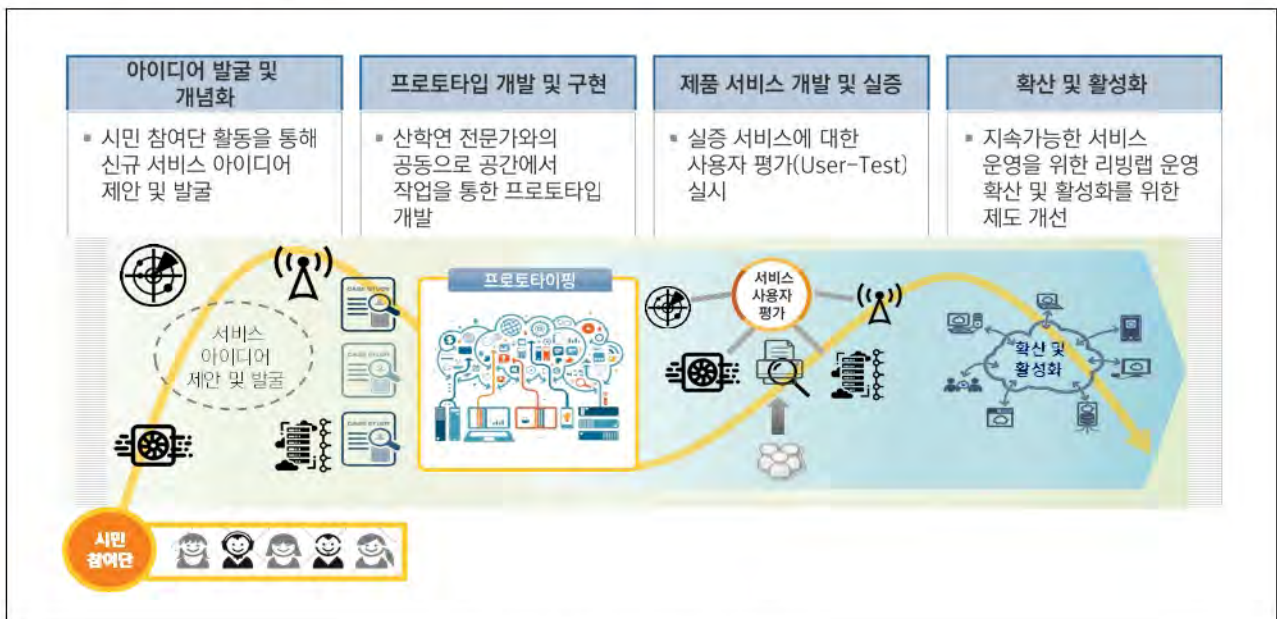 아이디어 발굴 및
개념화
▪ 시민 참여단 활동을 통해
신규 서비스 아이디어
제안 및 발굴
프로토타입 개발 및 구현
▪ 산학연 전문가와의
공동으로 공간에서
작업을 통한 프로토타입
개발
제품 서비스 개발 및 실증
▪ 실증 서비스에 대한
사용자 평가(User-Test)
실시
확산 및 활성화
▪ 지속가능한 서비스
운영을 위한 리빙랩 운영
확산 및 활성화를 위한
제도 개선
서비스
아이디어
제안 및 발굴
CASE STUDY
CASE STUDY
CASE STUDY
프로토타이핑
서비스
사용자
평가
확산 및
활성화
시민
참여단